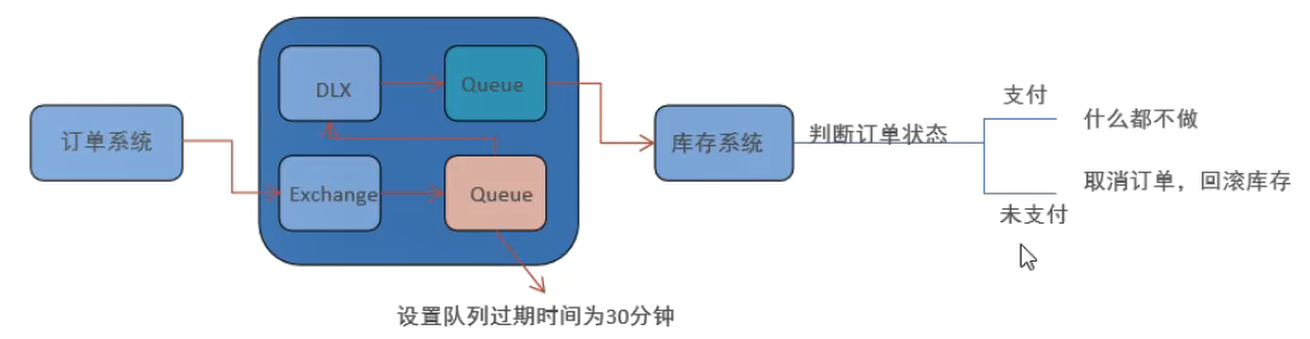 订单系统
DLX
Queue
Exchange
Queue
设置队列过期时间为30分钟
库存系统
判断订单状态
支付
什么都不做
取消订单，回滚库存
未支付